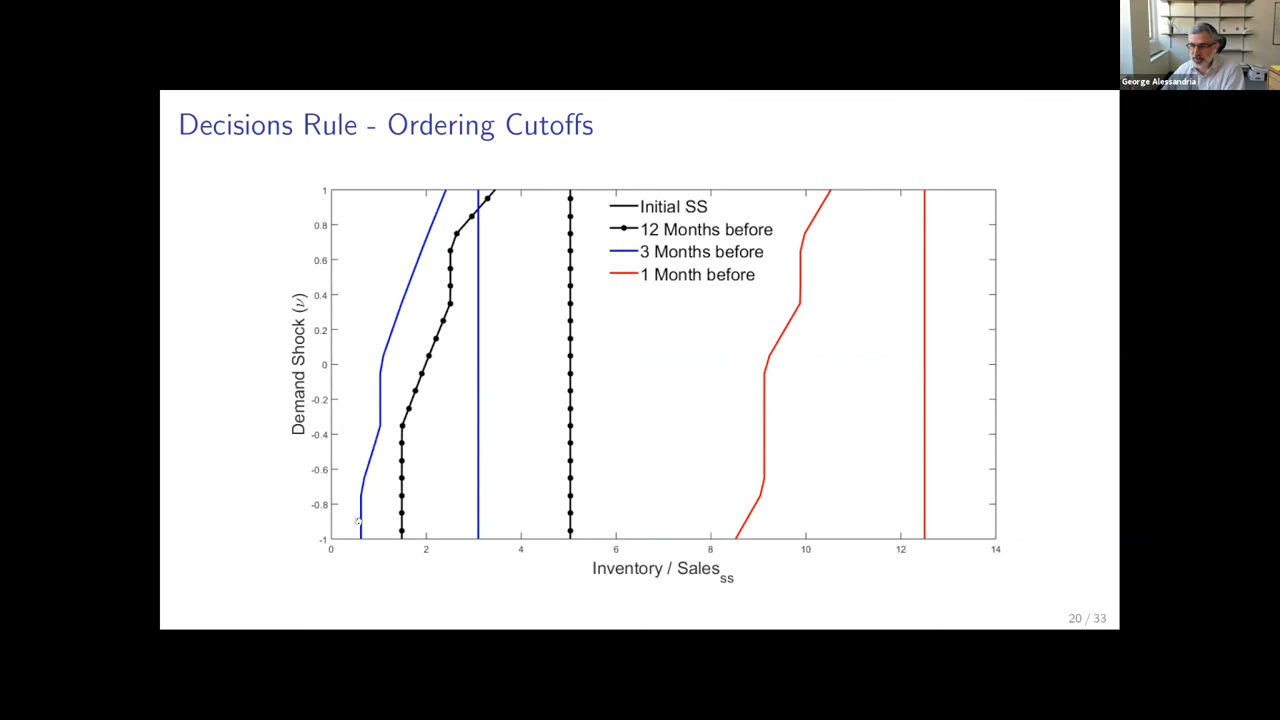 George Alessandria
Decisions Rule - Ordering Cutoffs
Initial SS
12 Months before
3 Months before
1 Month before
Demand Shock (ν)
1
0.8
0.6
0.4
0.2
0
-0.2
-0.4
-0.6
-0.8
-1
0 2 4 6 8 10 12 14
Inventory / Sales_ss
20 / 33